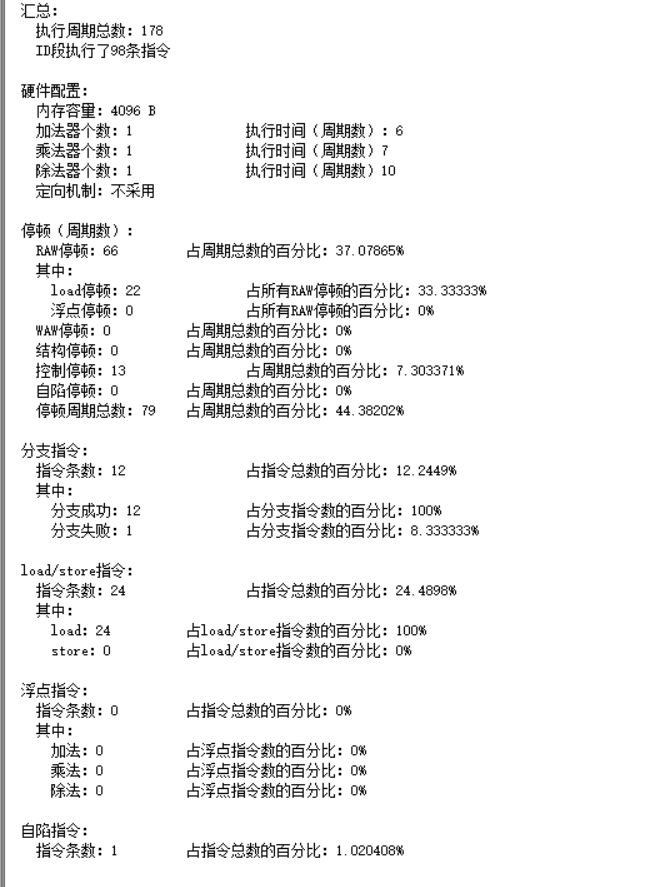 汇总：
执行周期总数：178
ID段执行了98条指令
硬件配置：
内存容量：4096 B
加法器个数：1 执行时间（周期数）：6
乘法器个数：1 执行时间（周期数）7
除法器个数：1 执行时间（周期数）10
定向机制：不采用
停顿（周期数）：
RAW停顿：66 占周期总数的百分比：37.07865%
其中：
load停顿：22 占所有RAW停顿的百分比：33.33333%
浮点停顿：0 占所有RAW停顿的百分比：0%
WAW停顿：0 占周期总数的百分比：0%
结构停顿：0 占周期总数的百分比：0%
控制停顿：13 占周期总数的百分比：7.303371%
自陷停顿：0 占周期总数的百分比：0%
停顿周期总数：79 占周期总数的百分比：44.38202%
分支指令：
指令条数：12 占指令总数的百分比：12.2449%
其中：
分支成功：12 占分支指令数的百分比：100%
分支失败：1 占分支指令数的百分比：8.333333%
load/store指令：
指令条数：24 占指令总数的百分比：24.4898%
其中：
load：24 占load/store指令数的百分比：100%
store：0 占load/store指令数的百分比：0%
浮点指令：
指令条数：0 占指令总数的百分比：0%
其中：
加法：0 占浮点指令数的百分比：0%
乘法：0 占浮点指令数的百分比：0%
除法：0 占浮点指令数的百分比：0%
自陷指令：
指令条数：1 占指令总数的百分比：1.020408%